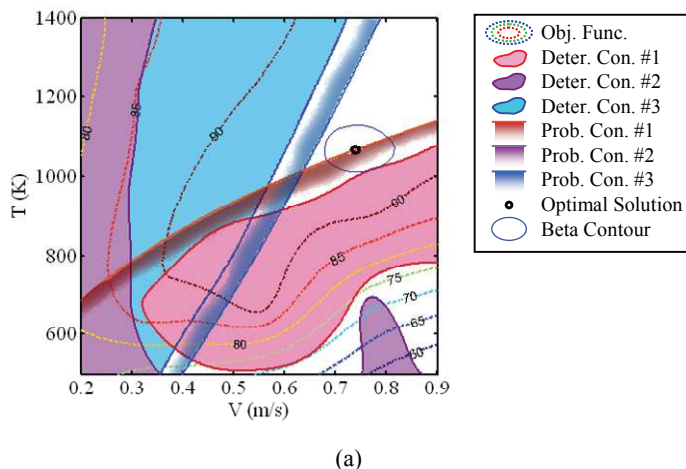 1400
1200
1000
800
600
T (K)
0.2 0.3 0.4 0.5 0.6 0.7 0.8 0.9
V (m/s)
80
85
90
90
85
80
75
70
65
60
Obj. Func.
Deter. Con. #1
Deter. Con. #2
Deter. Con. #3
Prob. Con. #1
Prob. Con. #2
Prob. Con. #3
Optimal Solution
Beta Contour
(a)